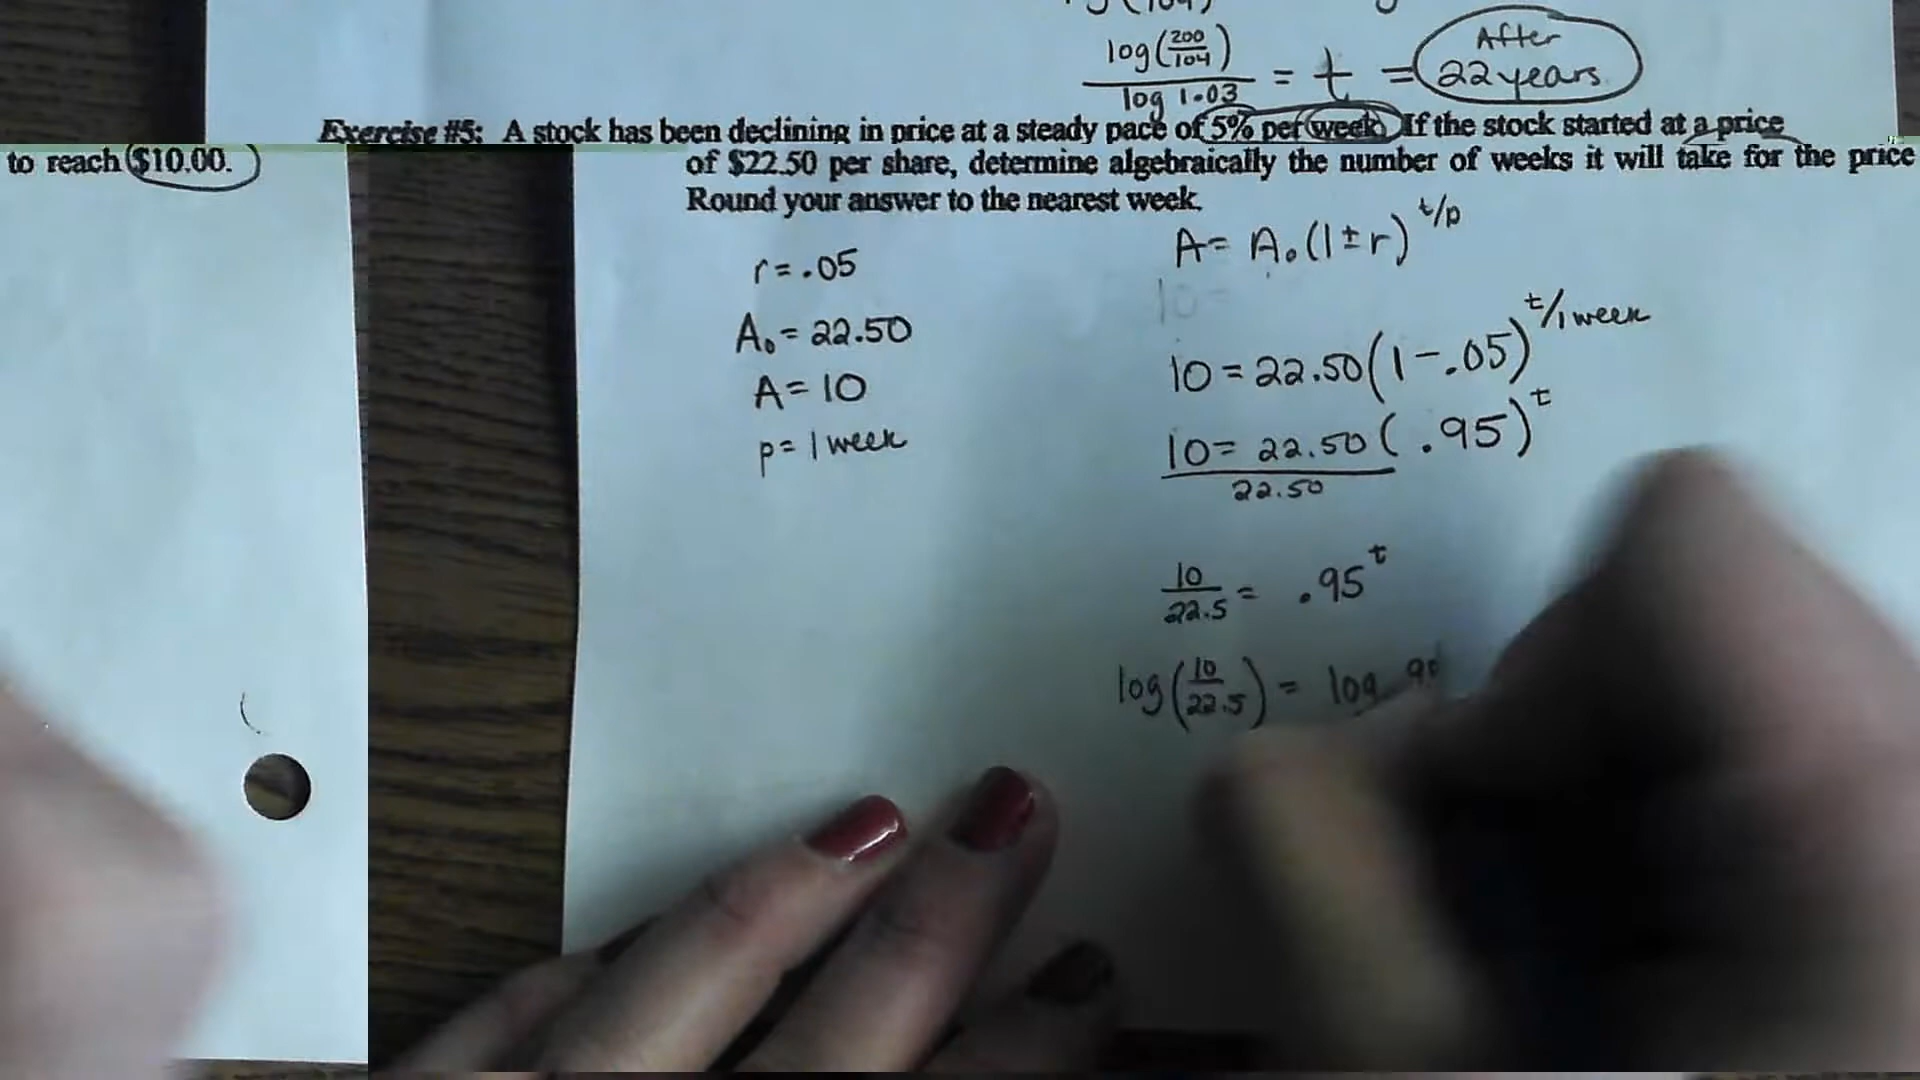 log(200/104)
log 1.03
= t = After
22 years.
Exercise #5: A stock has been declining in price at a steady pace of 5% per week. If the stock started at a price
of $22.50 per share, determine algebraically the number of weeks it will take for the price
to reach $10.00.
Round your answer to the nearest week.
r = .05
A₀ = 22.50
A = 10
p = 1 week
A = A₀(1 ± r)^t/p
10 =
10 = 22.50(1 - .05)^t/1 week
10 = 22.50(.95)^t
22.50
10/22.5 = .95^t
log(10/22.5) = log .9